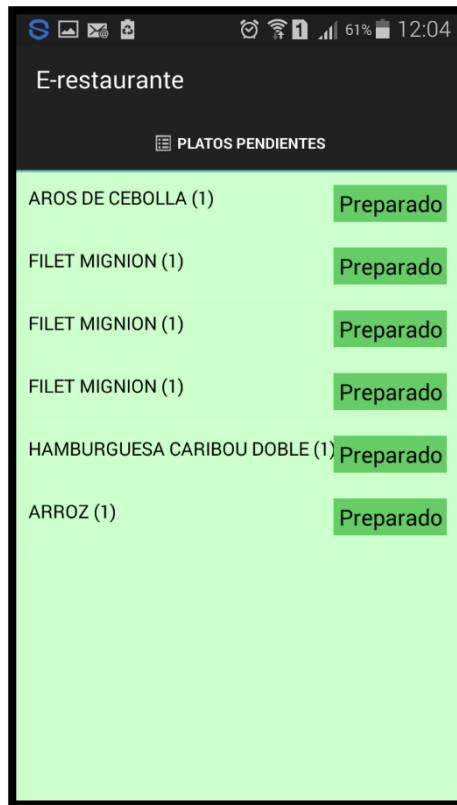 1 61% 12:04
E-restaurante
PLATOS PENDIENTES
AROS DE CEBOLLA (1) Preparado
FILET MIGNION (1) Preparado
FILET MIGNION (1) Preparado
FILET MIGNION (1) Preparado
HAMBURGUESA CARIBOU DOBLE (1) Preparado
ARROZ (1) Preparado